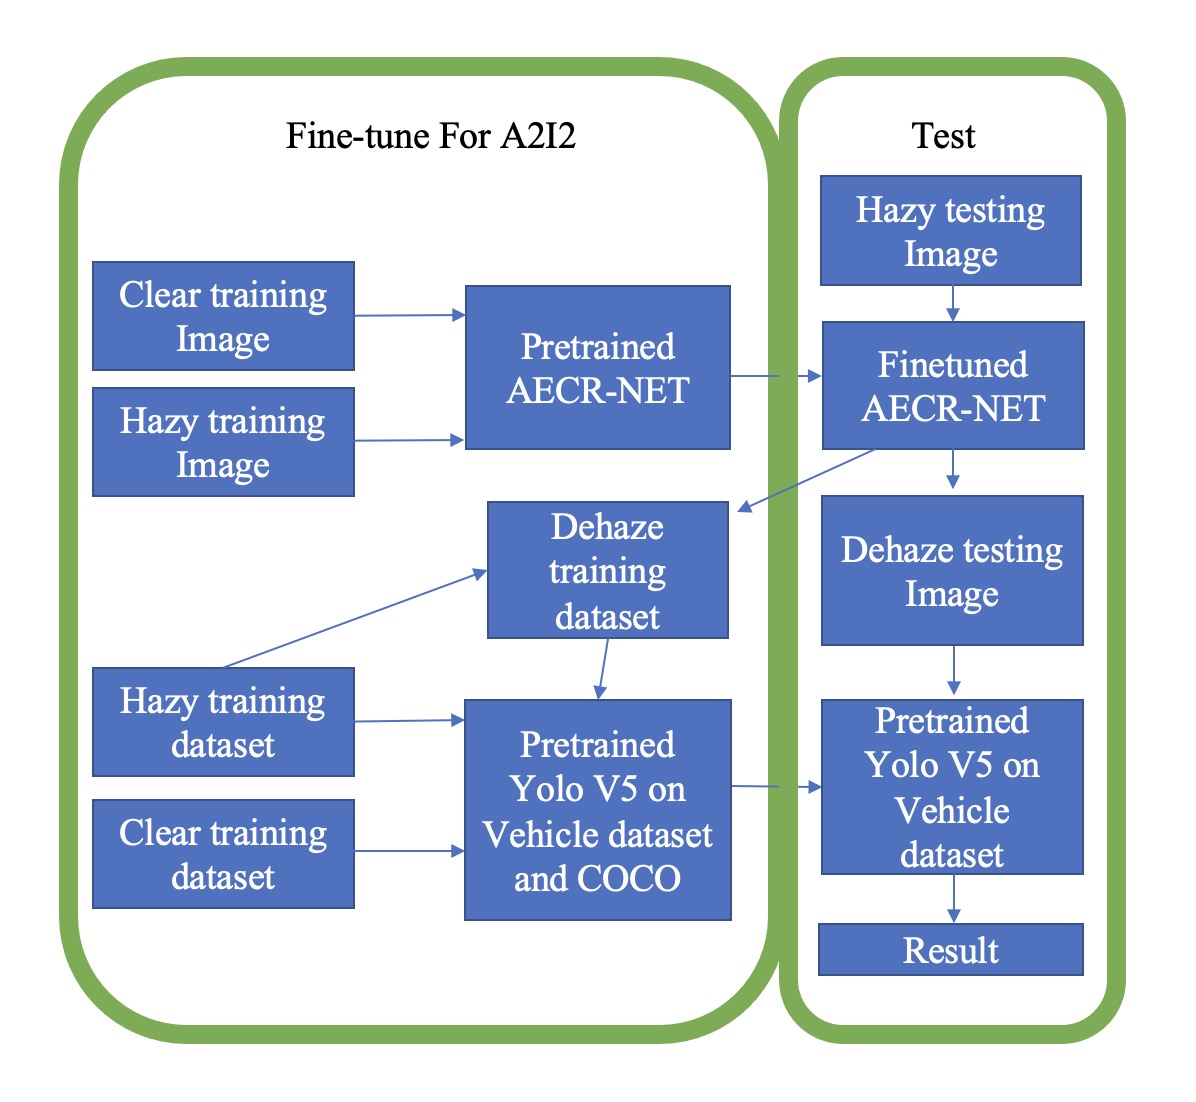 Fine-tune For A2I2
Clear training
Image
Hazy training
Image
Pretrained
AECR-NET
Dehaze
training
dataset
Hazy training
dataset
Clear training
dataset
Pretrained
Yolo V5 on
Vehicle dataset
and COCO
Test
Hazy testing
Image
Finetuned
AECR-NET
Dehaze testing
Image
Pretrained
Yolo V5 on
Vehicle
dataset
Result